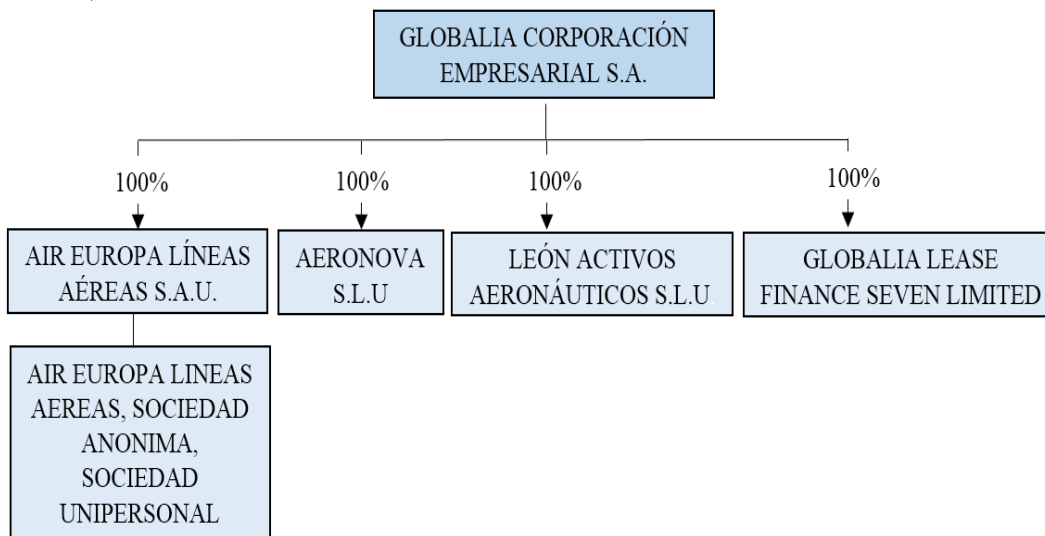 GLOBALIA CORPORACIÓN
EMPRESARIAL S.A.
100%
100%
100%
100%
AIR EUROPA LÍNEAS
AÉREAS S.A.U.
AERONOVA
S.L.U
LEÓN ACTIVOS
AERONÁUTICOS S.L.U
GLOBALIA LEASE
FINANCE SEVEN LIMITED
AIR EUROPA LINEAS
AEREAS, SOCIEDAD
ANONIMA,
SOCIEDAD
UNIPERSONAL